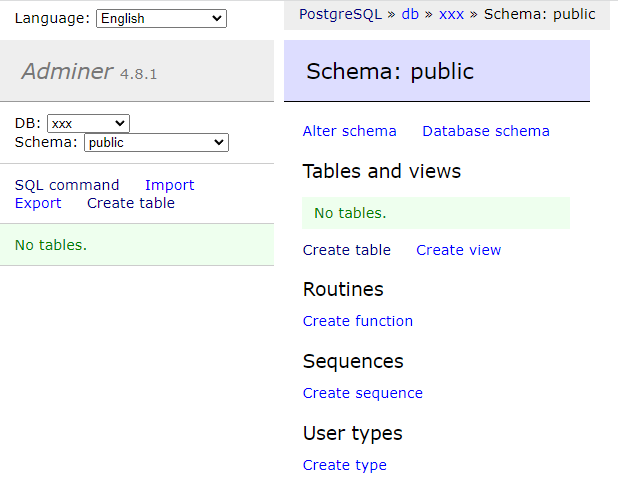 Language: English
PostgreSQL » db » xxx » Schema: public
Adminer 4.8.1
Schema: public
DB: xxx
Schema: public
SQL command Import
Export Create table
No tables.
Alter schema Database schema
Tables and views
No tables.
Create table Create view
Routines
Create function
Sequences
Create sequence
User types
Create type